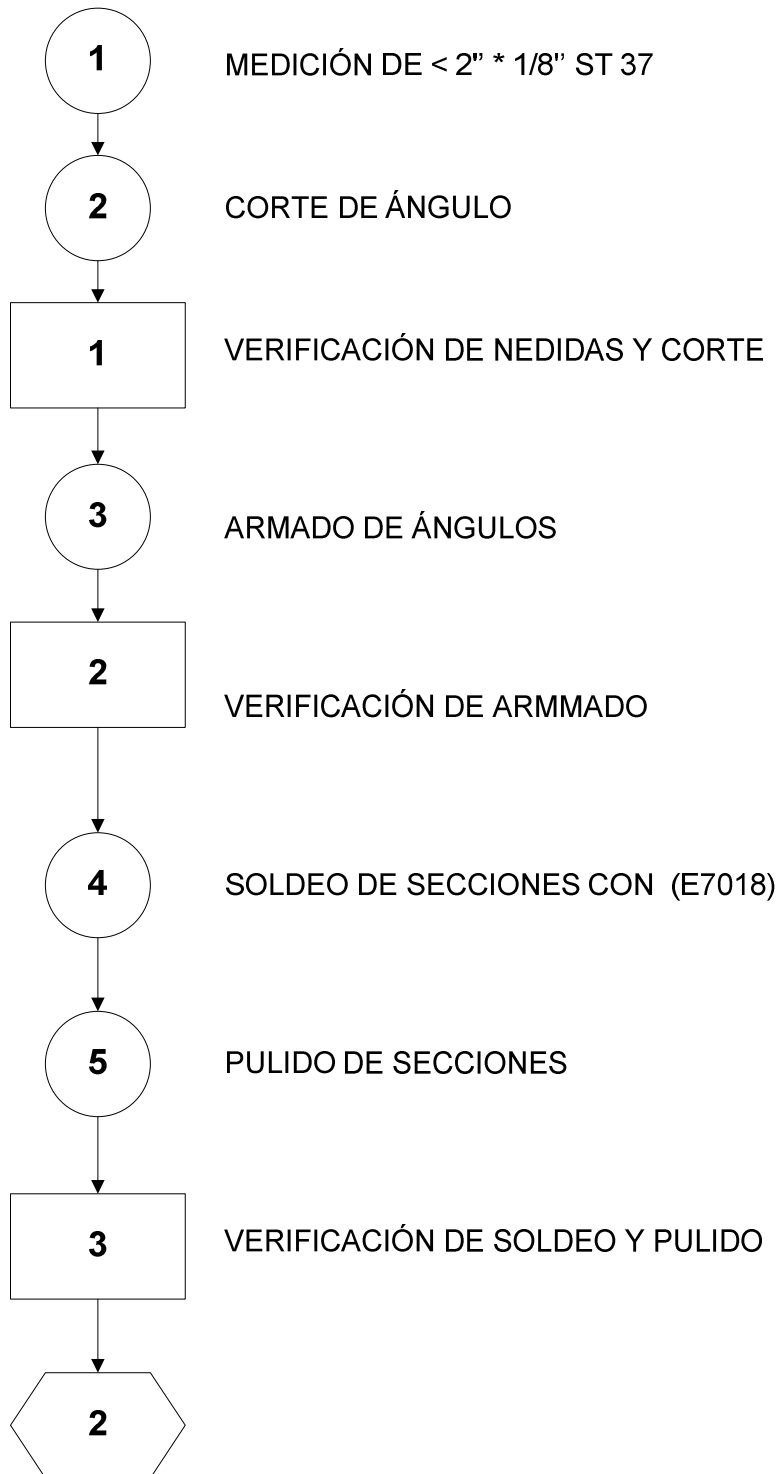 1 MEDICIÓN DE < 2" * 1/8" ST 37
2 CORTE DE ÁNGULO
1 VERIFICACIÓN DE NEDIDAS Y CORTE
3 ARMADO DE ÁNGULOS
2 VERIFICACIÓN DE ARMMADO
4 SOLDEO DE SECCIONES CON (E7018)
5 PULIDO DE SECCIONES
3 VERIFICACIÓN DE SOLDEO Y PULIDO
2